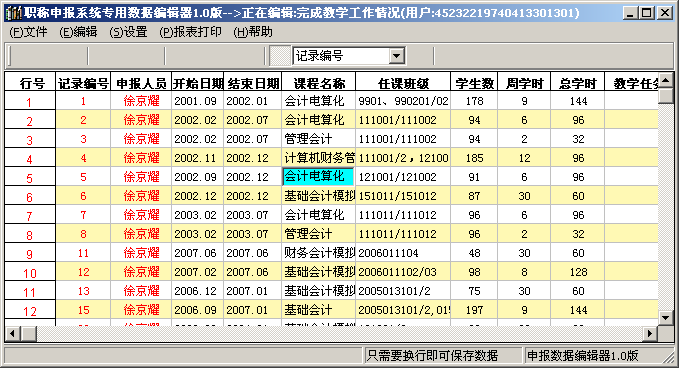 职称申报系统专用数据编辑器1.0版-->正在编辑:完成教学工作情况(用户:45232219740413301301)
(F)文件 (E)编辑 (S)设置 (P)报表打印 (H)帮助
记录编号
行号 记录编号 申报人员 开始日期 结束日期 课程名称 任课班级 学生数 周学时 总学时 教学任务
1 1 徐京耀 2001.09 2002.01 会计电算化 9901、990201/02 178 9 144
2 2 徐京耀 2002.02 2002.07 会计电算化 111001/111002 94 6 96
3 3 徐京耀 2002.02 2002.07 管理会计 111001/111002 94 2 32
4 4 徐京耀 2002.11 2002.12 计算机财务管 111001/2，12100 185 12 96
5 5 徐京耀 2002.09 2002.12 会计电算化 121001/121002 91 6 96
6 6 徐京耀 2002.12 2002.12 基础会计模拟 151011/151012 87 30 60
7 7 徐京耀 2003.02 2003.07 会计电算化 111011/111012 96 6 96
8 8 徐京耀 2003.02 2003.07 管理会计 111011/111012 96 2 32
9 11 徐京耀 2007.07 2007.07 财务会计模拟 2006011104 48 30 60
10 12 徐京耀 2007.02 2007.06 基础会计模拟 2006011102/03 98 8 128
11 13 徐京耀 2006.12 2007.01 基础会计模拟 2005013101/2 75 30 60
12 15 徐京耀 2006.09 2007.01 基础会计 2005013101/2,015 197 9 144
只需要换行即可保存数据 申报数据编辑器1.0版